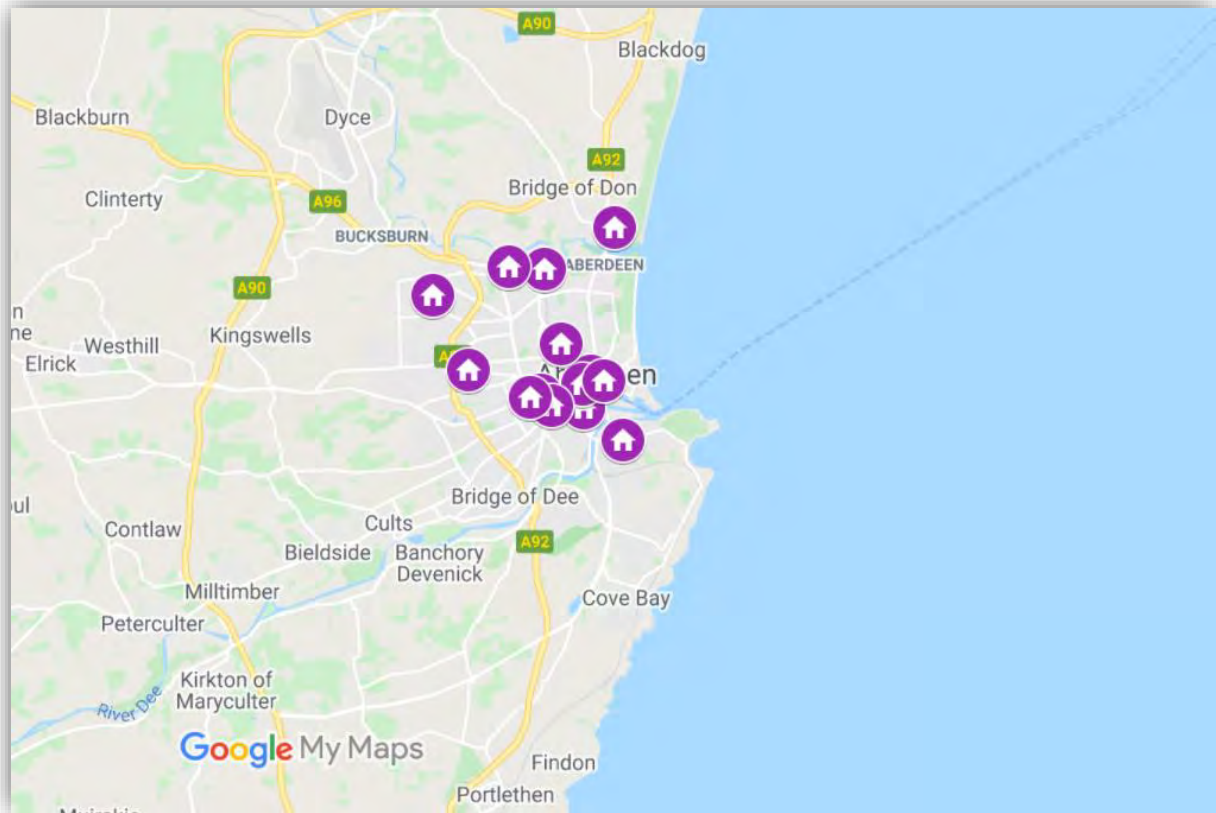 A90
Blackdog
Blackburn
Dyce
A92
Bridge of Don
Clinterty
A96
BUCKSBURN
ABERDEEN
A90
Kingswells
Westhill
Elrick
en
Bridge of Dee
Contlaw
Cults
A92
Bieldside
Banchory
Devenick
Milltimber
Cove Bay
Peterculter
Kirkton of
Maryculter
River Dee
Google My Maps
Findon
Portlethen